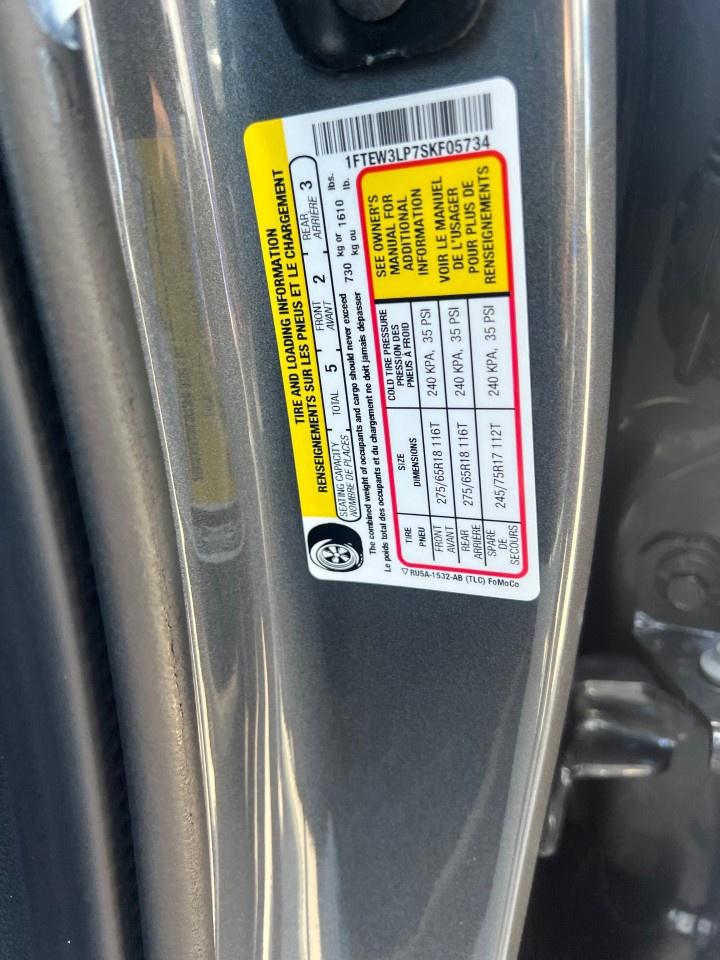 TIRE AND LOADING INFORMATION
RENSEIGNEMENTS SUR LES PNEUS ET LE CHARGEMENT
SEATING CAPACITY TOTAL 5 FRONT 2 REAR 3
NOMBRE DE PLACES AVANT ARRIÈRE
The combined weight of occupants and cargo should never exceed 730 kg or 1610 lbs.
Le poids total des occupants et du chargement ne doit jamais dépasser kg ou lb.
TIRE SIZE COLD TIRE PRESSURE
PNEU DIMENSIONS PRESSION DES PNEUS À FROID
FRONT AVANT 275/65R18 116T 240 KPA, 35 PSI
REAR ARRIÈRE 275/65R18 116T 240 KPA, 35 PSI
SPARE DE SECOURS 245/75R17 112T 240 KPA, 35 PSI
SEE OWNER'S
MANUAL FOR
ADDITIONAL
INFORMATION
VOIR LE MANUEL
DE L'USAGER
POUR PLUS DE
RENSEIGNEMENTS
1FTEW3LP7SKF05734
RU5A-1532-AB (TLC) FoMoCo